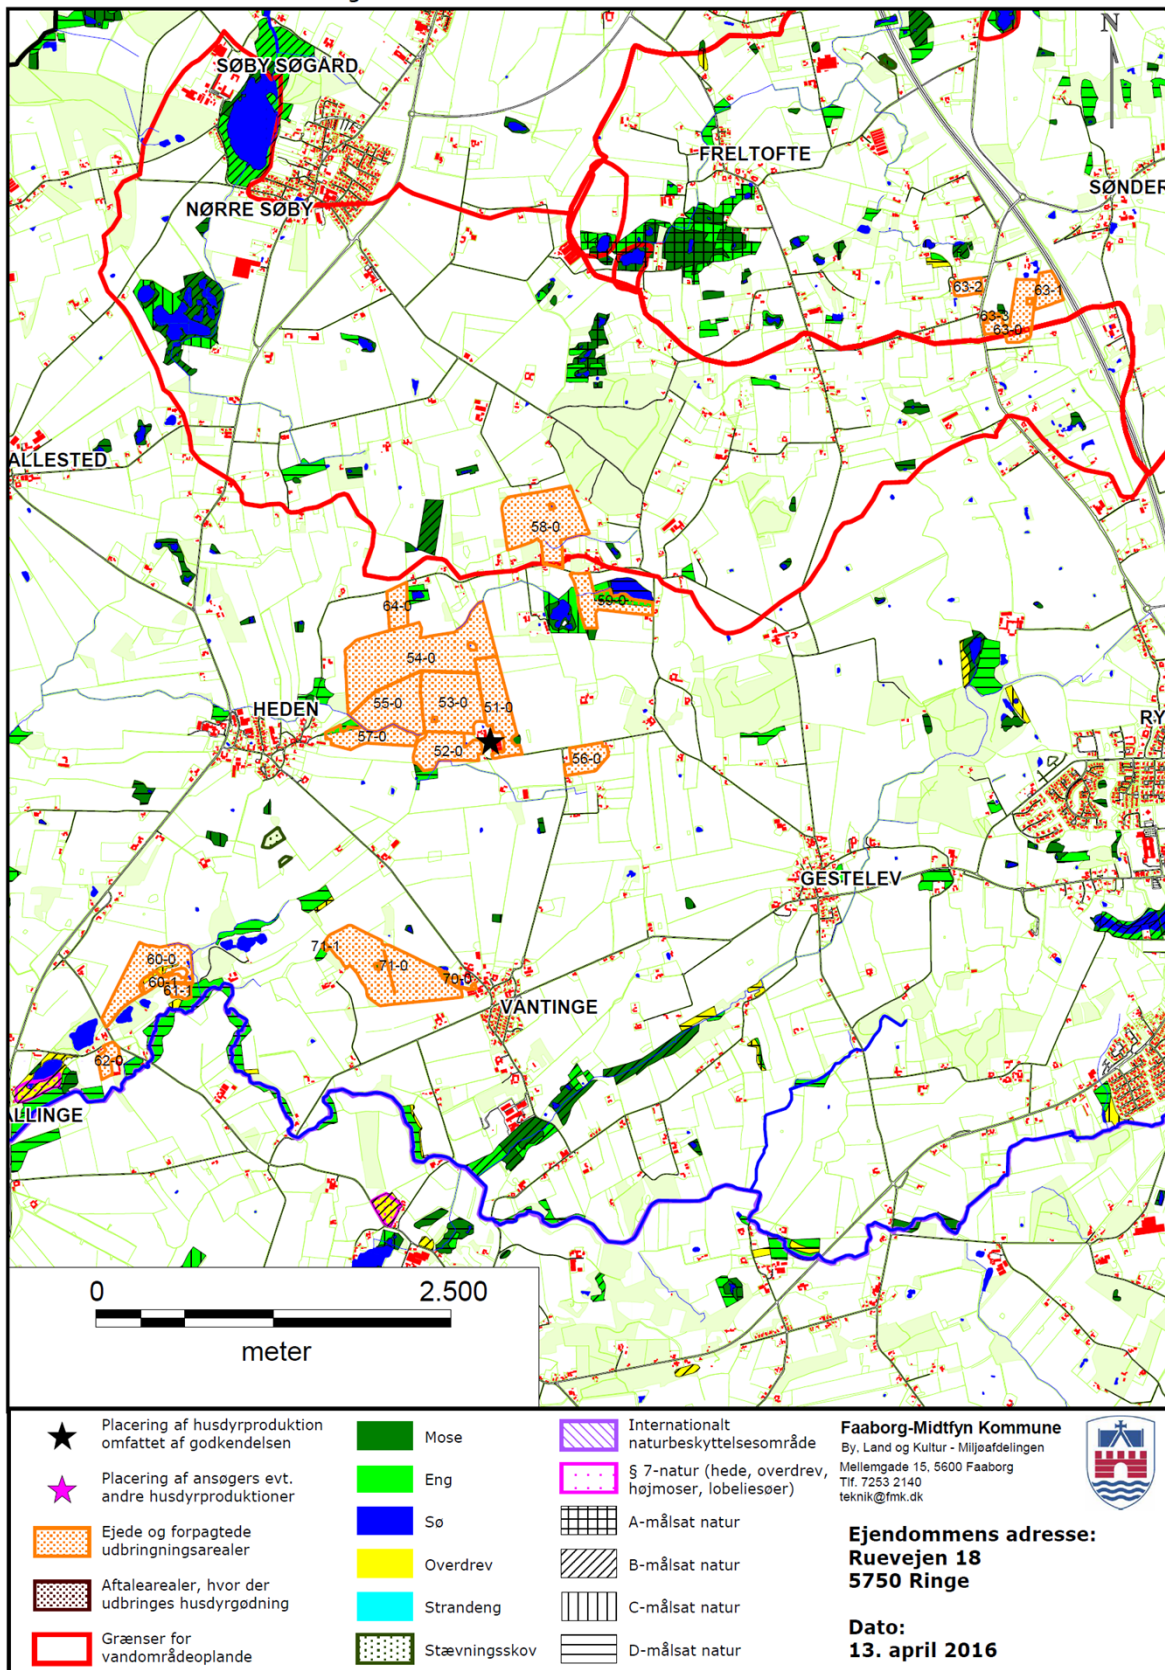 N
SØBY SØGARD
FRELTOFTE
SØNDER
NØRRE SØBY
63-2
63-1
63-3
63-0
ALLESTED
58-0
64-0
59-0
54-0
55-0
53-0
51-0
HEDEN
RY
57-0
52-0
56-0
GESTELEV
71-1
60-0
71-0
70-0
60-1
61-1
VANTINGE
62-0
ALLINGE
0 2.500
meter
Placering af husdyrproduktion
omfattet af godkendelsen
Placering af ansøgers evt.
andre husdyrproduktioner
Ejede og forpagtede
udbringningsarealer
Aftalearealer, hvor der
udbringes husdyrgødning
Grænser for
vandområdeoplande
Mose
Eng
Sø
Overdrev
Strandeng
Stævningsskov
Internationalt
naturbeskyttelsesområde
§ 7-natur (hede, overdrev,
højmoser, lobeliesøer)
A-målsat natur
B-målsat natur
C-målsat natur
D-målsat natur
Faaborg-Midtfyn Kommune
By, Land og Kultur - Miljøafdelingen
Mellemgade 15, 5600 Faaborg
Tlf. 7253 2140
teknik@fmk.dk
Ejendommens adresse:
Ruevejen 18
5750 Ringe
Dato:
13. april 2016